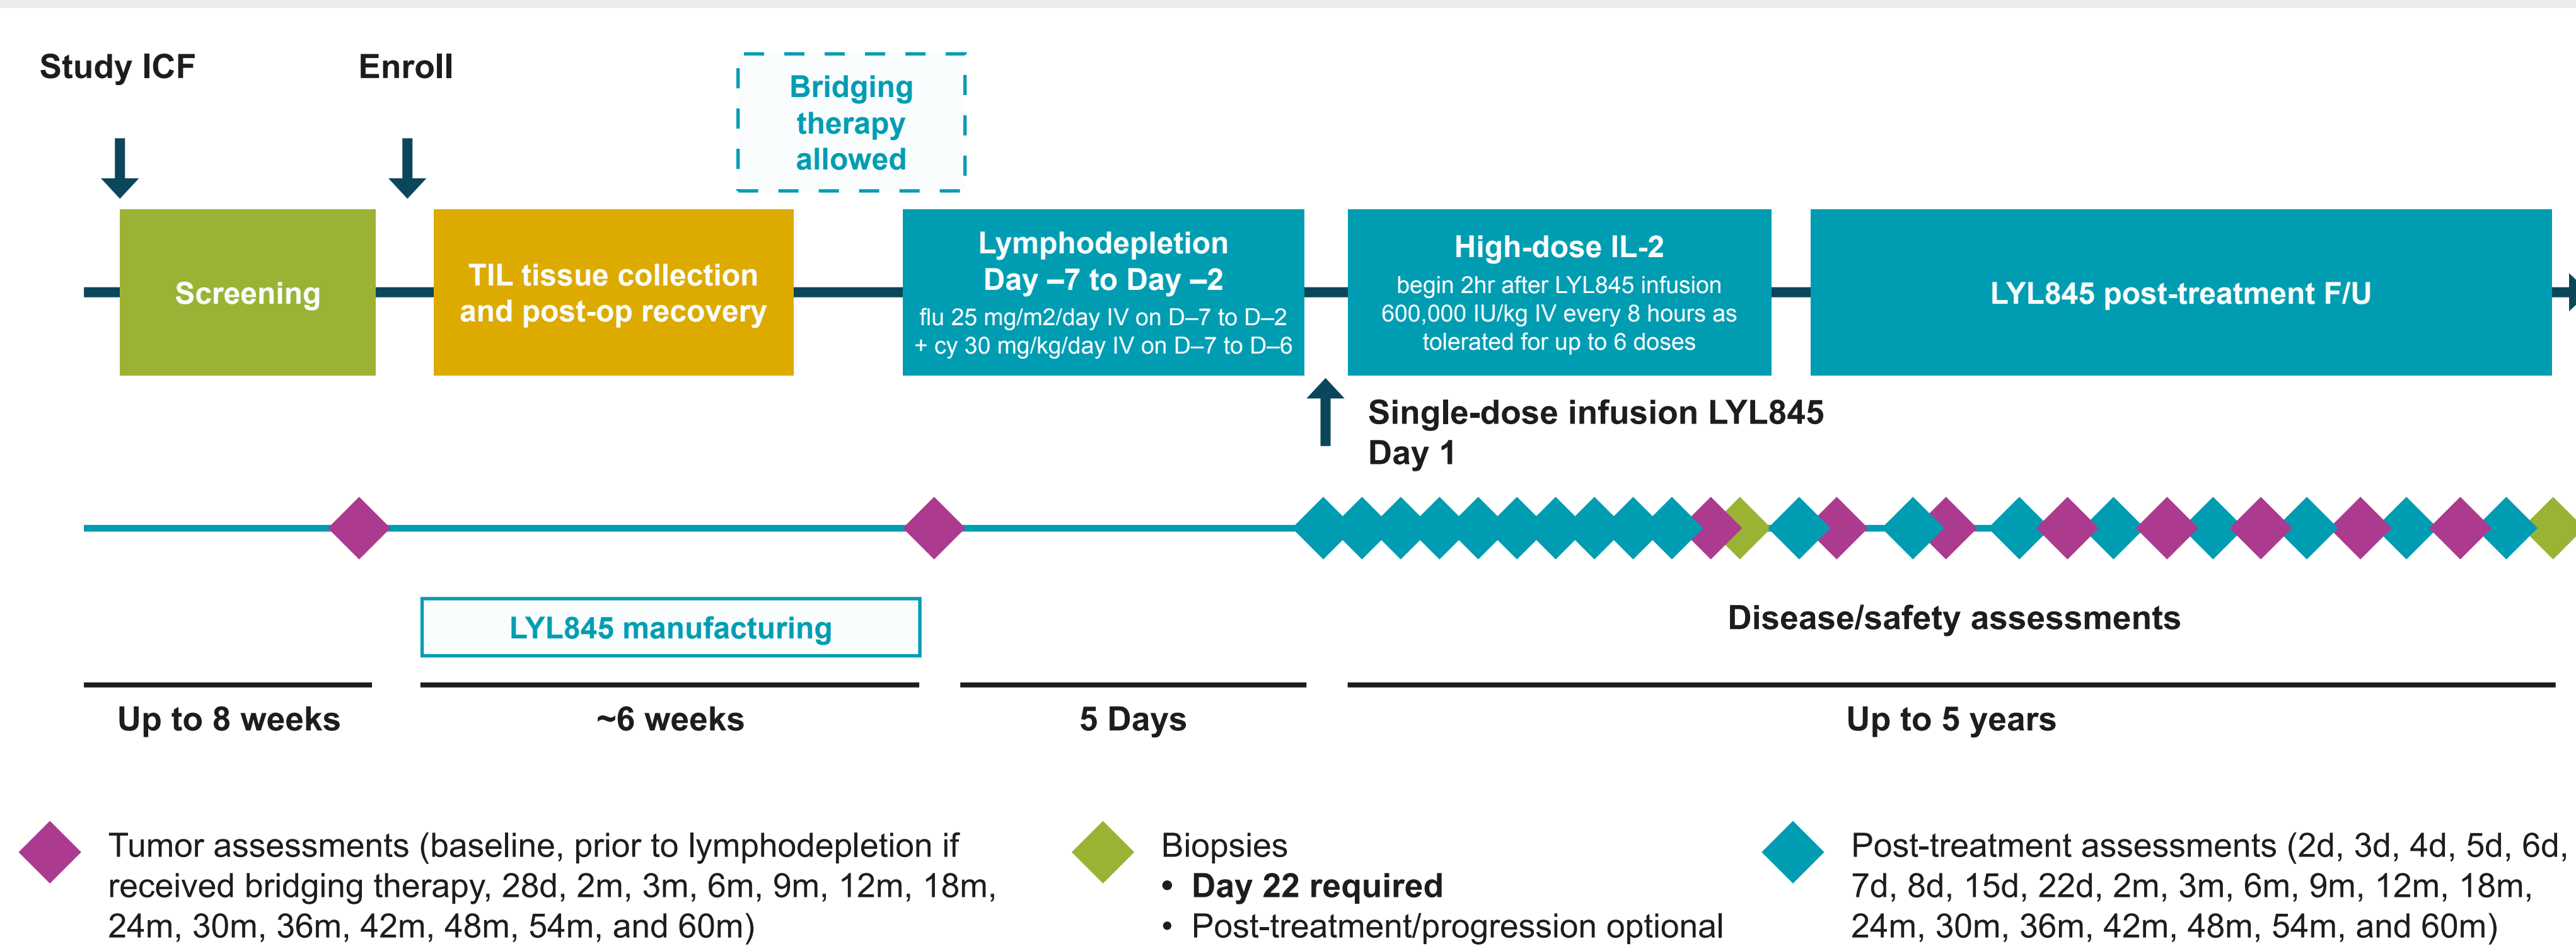 Study ICF
Enroll
Bridging
therapy
allowed
Screening
TIL tissue collection
and post-op recovery
Lymphodepletion
Day –7 to Day –2
flu 25 mg/m2/day IV on D–7 to D–2
+ cy 30 mg/kg/day IV on D–7 to D–6
High-dose IL-2
begin 2hr after LYL845 infusion
600,000 IU/kg IV every 8 hours as
tolerated for up to 6 doses
LYL845 post-treatment F/U
Single-dose infusion LYL845
Day 1
LYL845 manufacturing
Disease/safety assessments
Up to 8 weeks
~6 weeks
5 Days
Up to 5 years
Tumor assessments (baseline, prior to lymphodepletion if
received bridging therapy, 28d, 2m, 3m, 6m, 9m, 12m, 18m,
24m, 30m, 36m, 42m, 48m, 54m, and 60m)
Biopsies
• Day 22 required
• Post-treatment/progression optional
Post-treatment assessments (2d, 3d, 4d, 5d, 6d,
7d, 8d, 15d, 22d, 2m, 3m, 6m, 9m, 12m, 18m,
24m, 30m, 36m, 42m, 48m, 54m, and 60m)